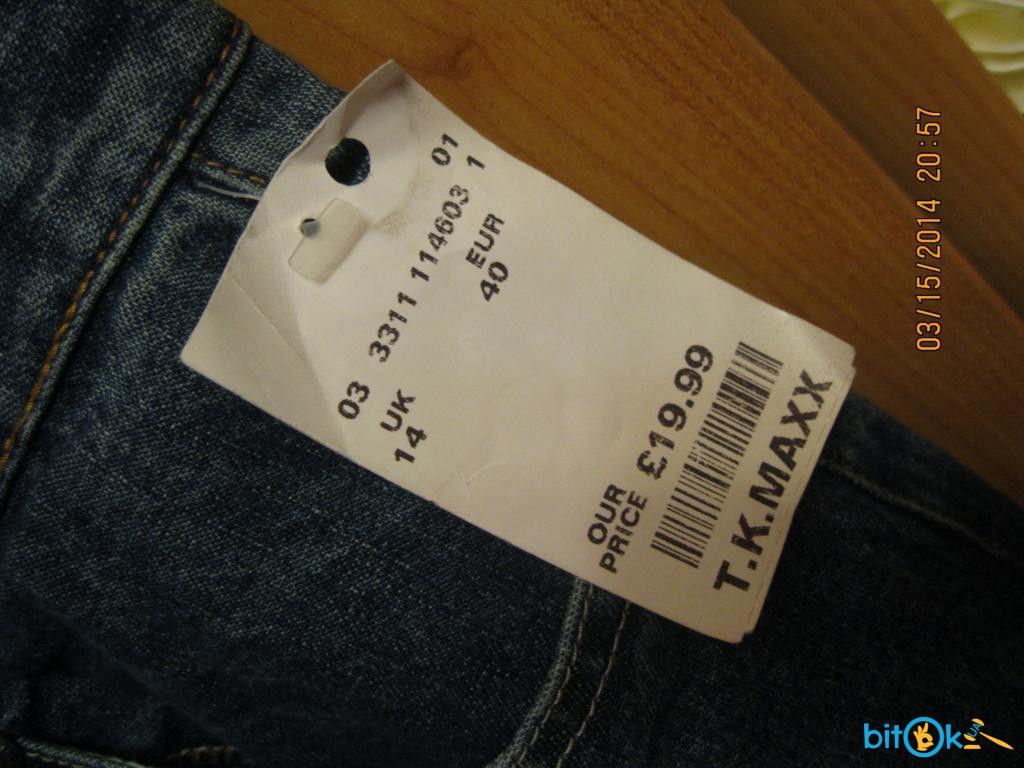 03 3311 114603 01
UK EUR 1
14 40
OUR
PRICE £19.99
T.K.MAXX
03/15/2014 20:57
bitOk UA